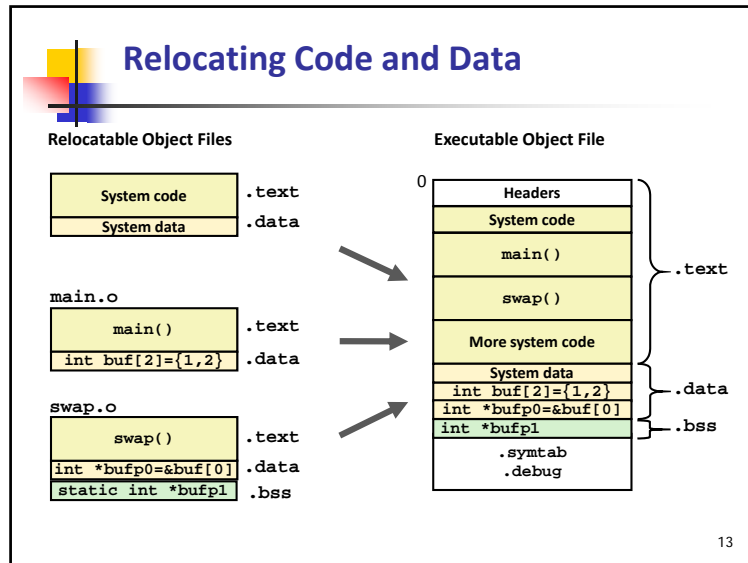 Relocating Code and Data
Relocatable Object Files
System code
.text
System data
.data
main.o
main()
.text
int buf[2]={1,2}
.data
swap.o
swap()
.text
int *bufp0=&buf[0]
.data
static int *bufp1
.bss
Executable Object File
0
Headers
System code
main()
swap()
More system code
.text
System data
int buf[2]={1,2}
int *bufp0=&buf[0]
.data
int *bufp1
.bss
.symtab
.debug
13